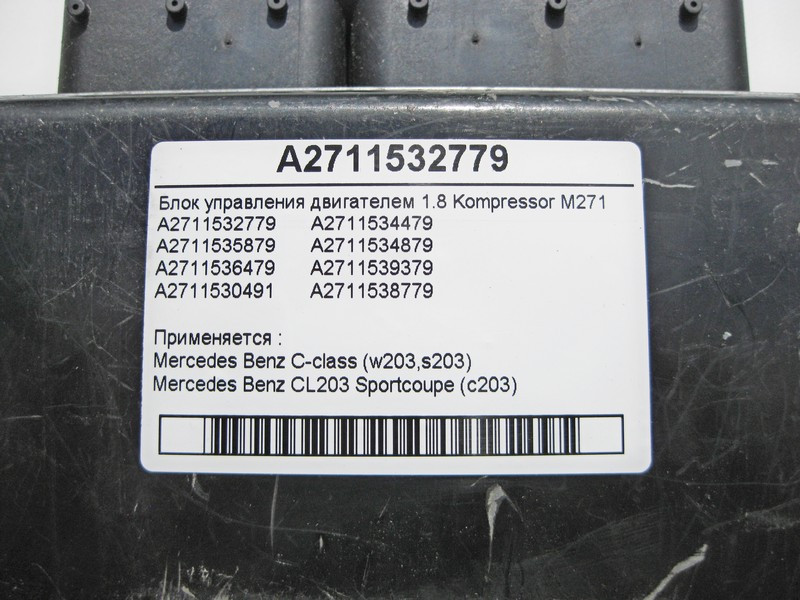 A2711532779
Блок управления двигателем 1.8 Kompressor M271
A2711532779 A2711534479
A2711535879 A2711534879
A2711536479 A2711539379
A2711530491 A2711538779
Применяется :
Mercedes Benz C-class (w203,s203)
Mercedes Benz CL203 Sportcoupe (c203)